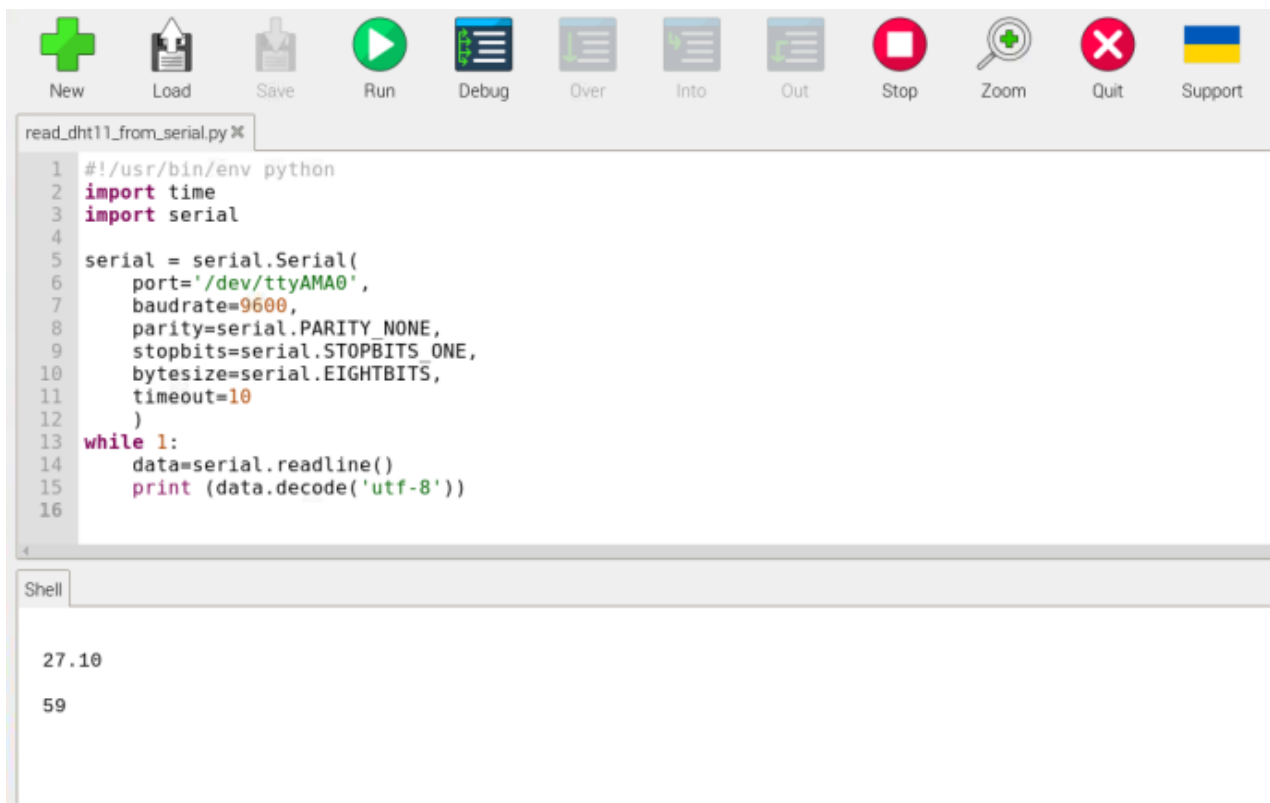 New Load Save Run Debug Over Into Out Stop Zoom Quit Support
read_dht11_from_serial.py ✖
1 #!/usr/bin/env python
2 import time
3 import serial
4
5 serial = serial.Serial(
6     port='/dev/ttyAMA0',
7     baudrate=9600,
8     parity=serial.PARITY_NONE,
9     stopbits=serial.STOPBITS_ONE,
10     bytesize=serial.EIGHTBITS,
11     timeout=10
12     )
13 while 1:
14     data=serial.readline()
15     print (data.decode('utf-8'))
16
Shell
27.10
59